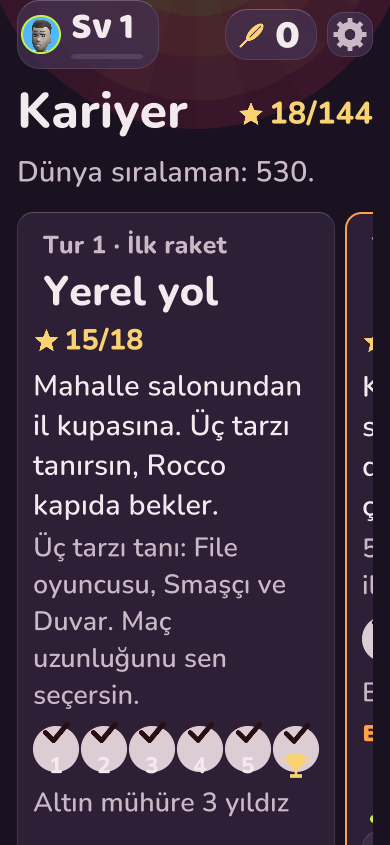 Sv 1
0
Kariyer
18/144
Dünya sıralaman: 530.
Tur 1 · İlk raket
Yerel yol
15/18
Mahalle salonundan
il kupasına. Üç tarzı
tanırsın, Rocco
kapıda bekler.
Üç tarzı tanı: File
oyuncusu, Smaşçı ve
Duvar. Maç
uzunluğunu sen
seçersin.
1 2 3 4 5
Altın mühüre 3 yıldız